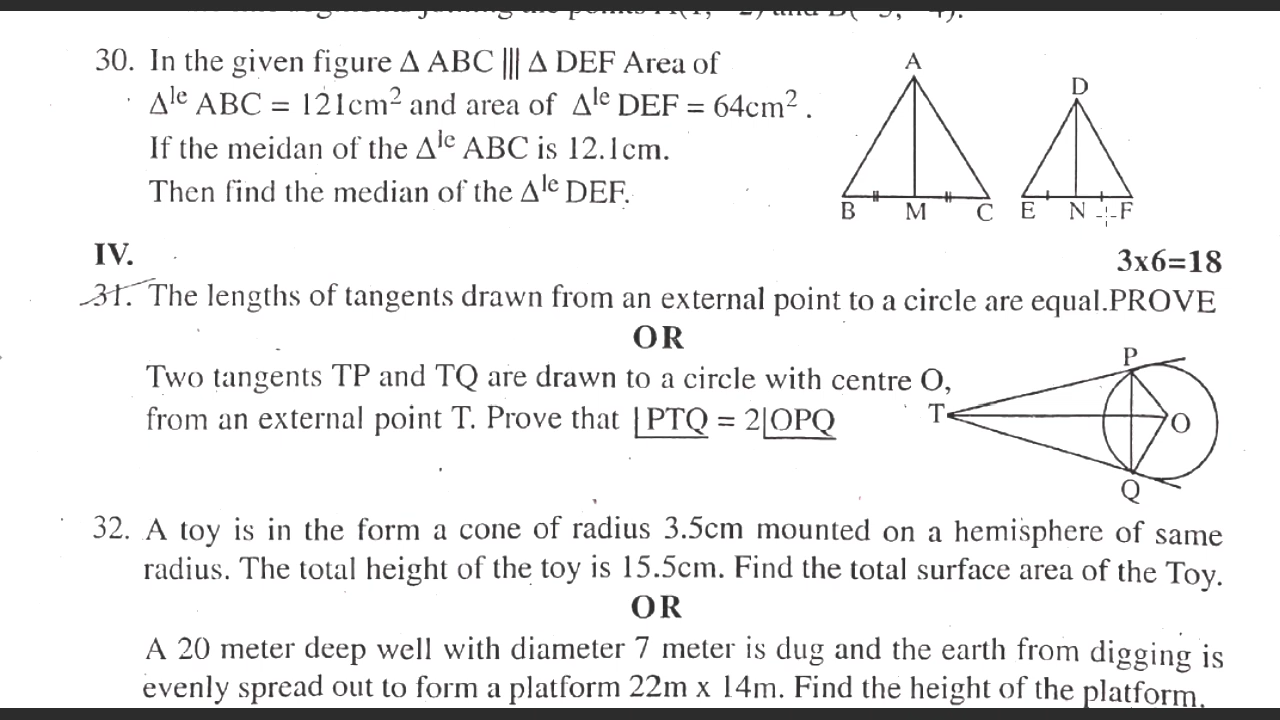 30. In the given figure Δ ABC ||| Δ DEF Area of
Δle ABC = 121cm² and area of Δle DEF = 64cm².
If the meidan of the Δle ABC is 12.1cm.
Then find the median of the Δle DEF.
A
D
B M C E N F
IV.
3x6=18
31. The lengths of tangents drawn from an external point to a circle are equal.PROVE
OR
Two tangents TP and TQ are drawn to a circle with centre O,
from an external point T. Prove that ⌊PTQ = 2⌊OPQ
P
T
O
Q
32. A toy is in the form a cone of radius 3.5cm mounted on a hemisphere of same
radius. The total height of the toy is 15.5cm. Find the total surface area of the Toy.
OR
A 20 meter deep well with diameter 7 meter is dug and the earth from digging is
evenly spread out to form a platform 22m x 14m. Find the height of the platform.